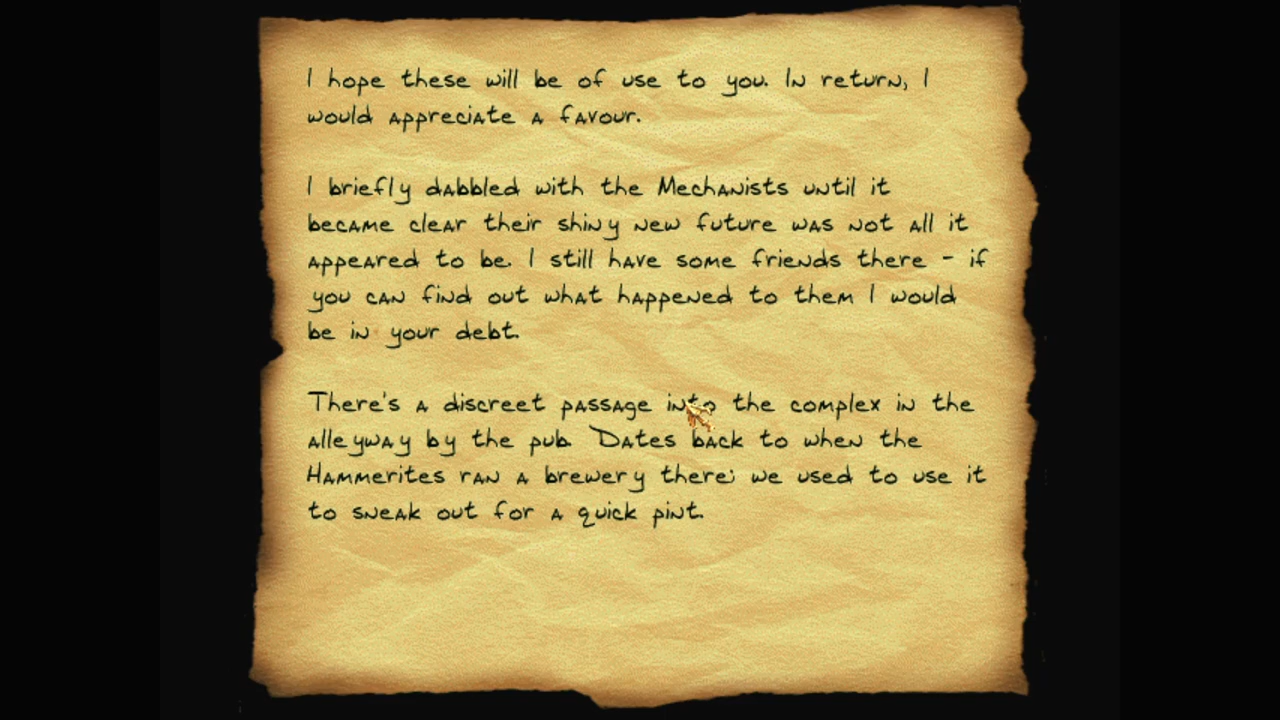 I hope these will be of use to you. In return, I
would appreciate a favour.
I briefly dabbled with the Mechanists until it
became clear their shiny new future was not all it
appeared to be. I still have some friends there - if
you can find out what happened to them I would
be in your debt.
There's a discreet passage into the complex in the
alleyway by the pub. Dates back to when the
Hammerites ran a brewery there; we used to use it
to sneak out for a quick pint.